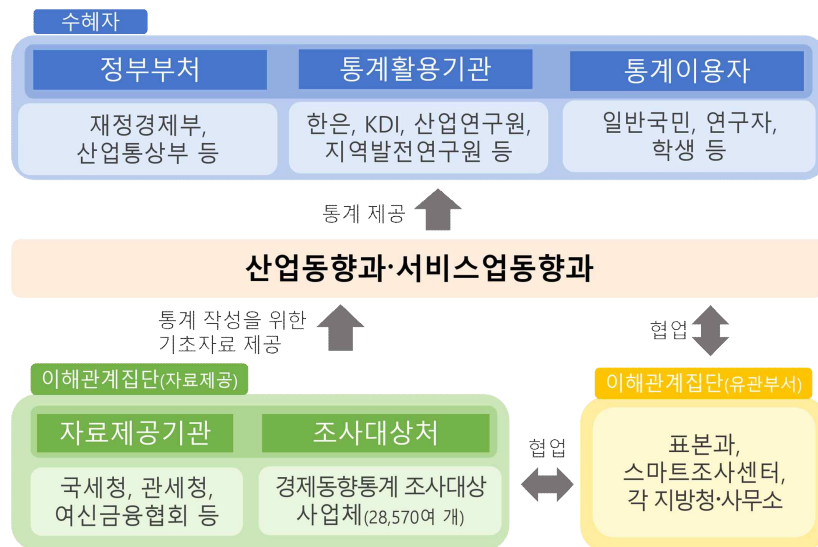 수혜자
정부부처
통계활용기관
통계이용자
재정경제부,
산업통상부 등
한은, KDI, 산업연구원,
지역발전연구원 등
일반국민, 연구자,
학생 등
통계 제공
산업동향과·서비스업동향과
통계 작성을 위한
기초자료 제공
협업
이해관계집단(자료제공)
이해관계집단(유관부서)
자료제공기관
조사대상처
국세청, 관세청,
여신금융협회 등
경제동향통계 조사대상
사업체(28,570여 개)
협업
표본과,
스마트조사센터,
각 지방청·사무소